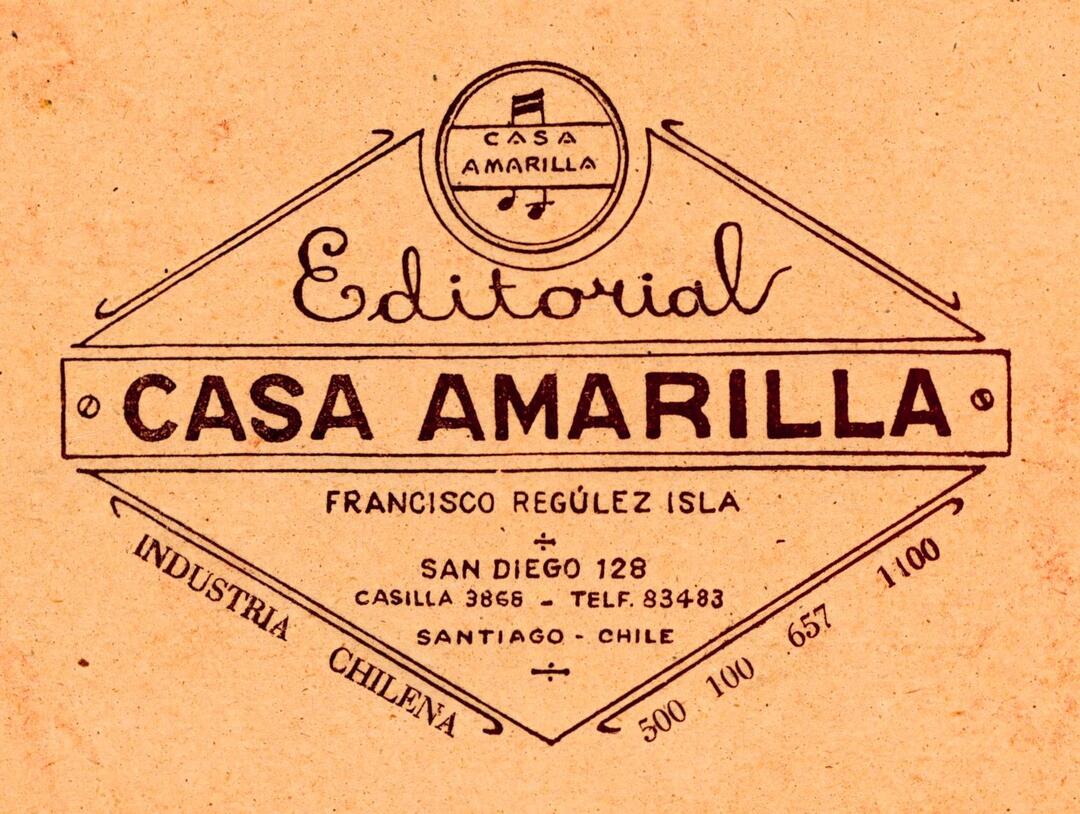 CASA
AMARILLA
Editorial
CASA AMARILLA
FRANCISCO REGÚLEZ ISLA
SAN DIEGO 128
CASILLA 3866 - TELF. 83483
SANTIAGO - CHILE
INDUSTRIA CHILENA
500 100 657 1100